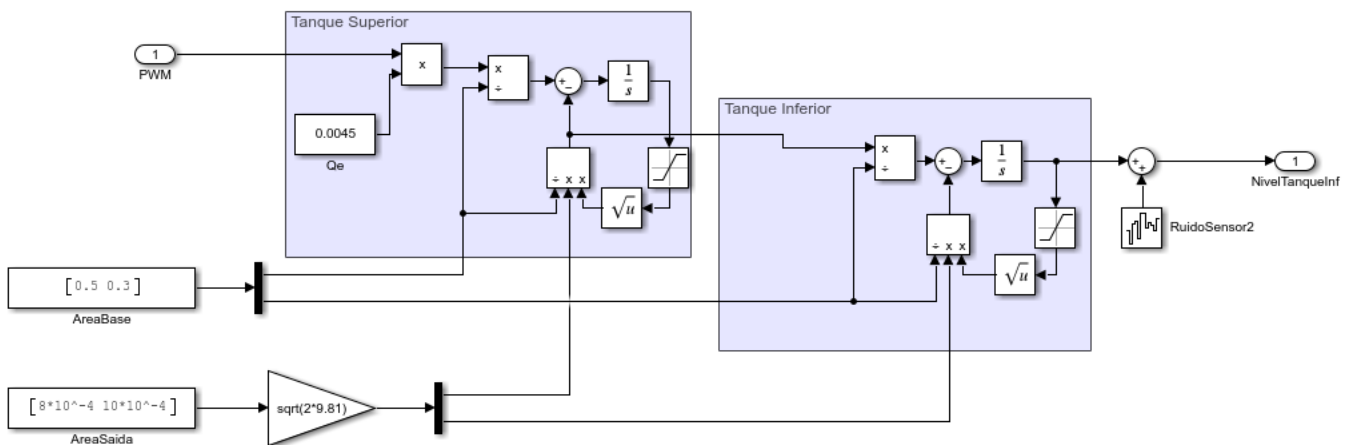 Tanque Superior
1
PWM
x
x
÷
+
−
1
s
0.0045
Qe
÷ x x
√u
Tanque Inferior
x
÷
+
−
1
s
÷ x x
√u
+
+
1
NivelTanqueInf
RuidoSensor2
[0.5 0.3]
AreaBase
[8*10^-4 10*10^-4]
AreaSaida
sqrt(2*9.81)